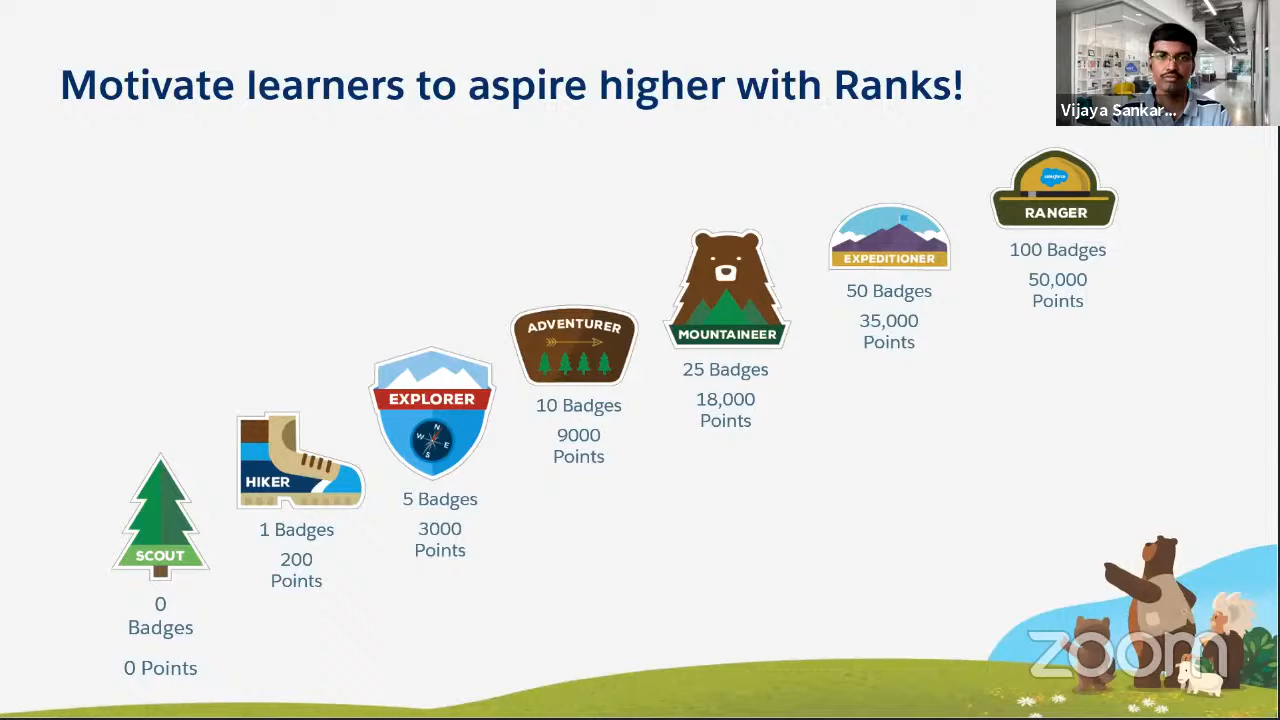 Motivate learners to aspire higher with Ranks!
Vijaya Sankar...
SCOUT
0
Badges
0 Points
HIKER
1 Badges
200
Points
EXPLORER
N
W
E
S
5 Badges
3000
Points
ADVENTURER
10 Badges
9000
Points
MOUNTAINEER
25 Badges
18,000
Points
EXPEDITIONER
50 Badges
35,000
Points
salesforce
RANGER
100 Badges
50,000
Points
zoom